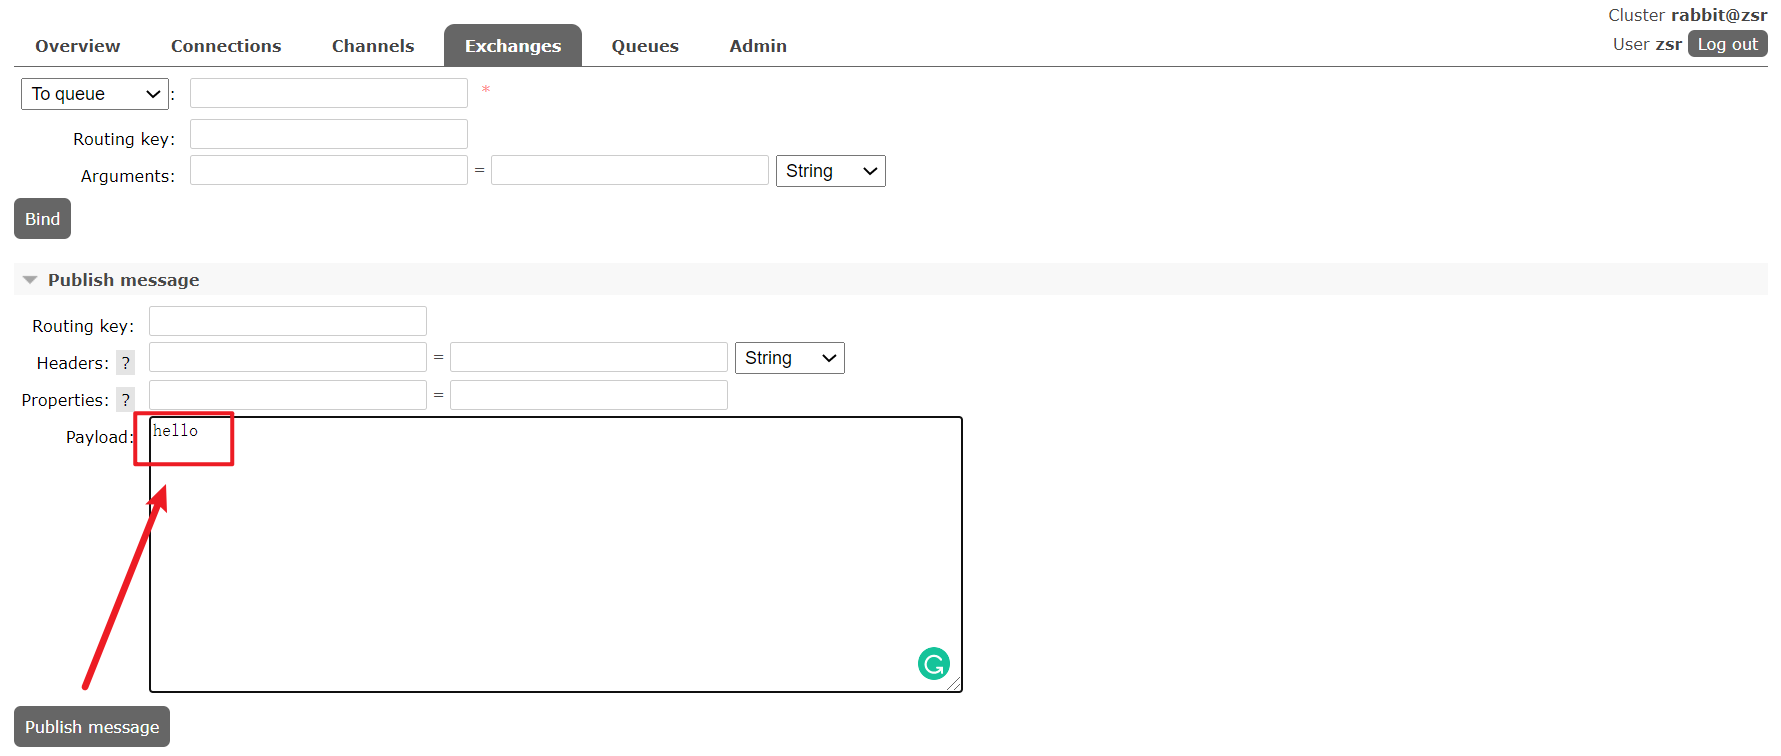 Cluster rabbit@zsr
User zsr Log out
Overview Connections Channels Exchanges Queues Admin
To queue : *
Routing key:
Arguments: = String
Bind
Publish message
Routing key:
Headers: ? = String
Properties: ? =
Payload: hello
Publish message